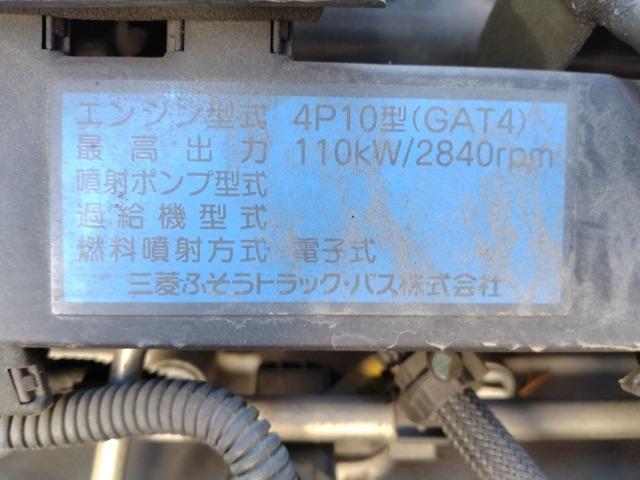 エンジン型式 4P10型(GAT4)
最高出力 110kW/2840rpm
噴射ポンプ型式
過給機型式
燃料噴射方式 電子式
三菱ふそうトラック・バス株式会社